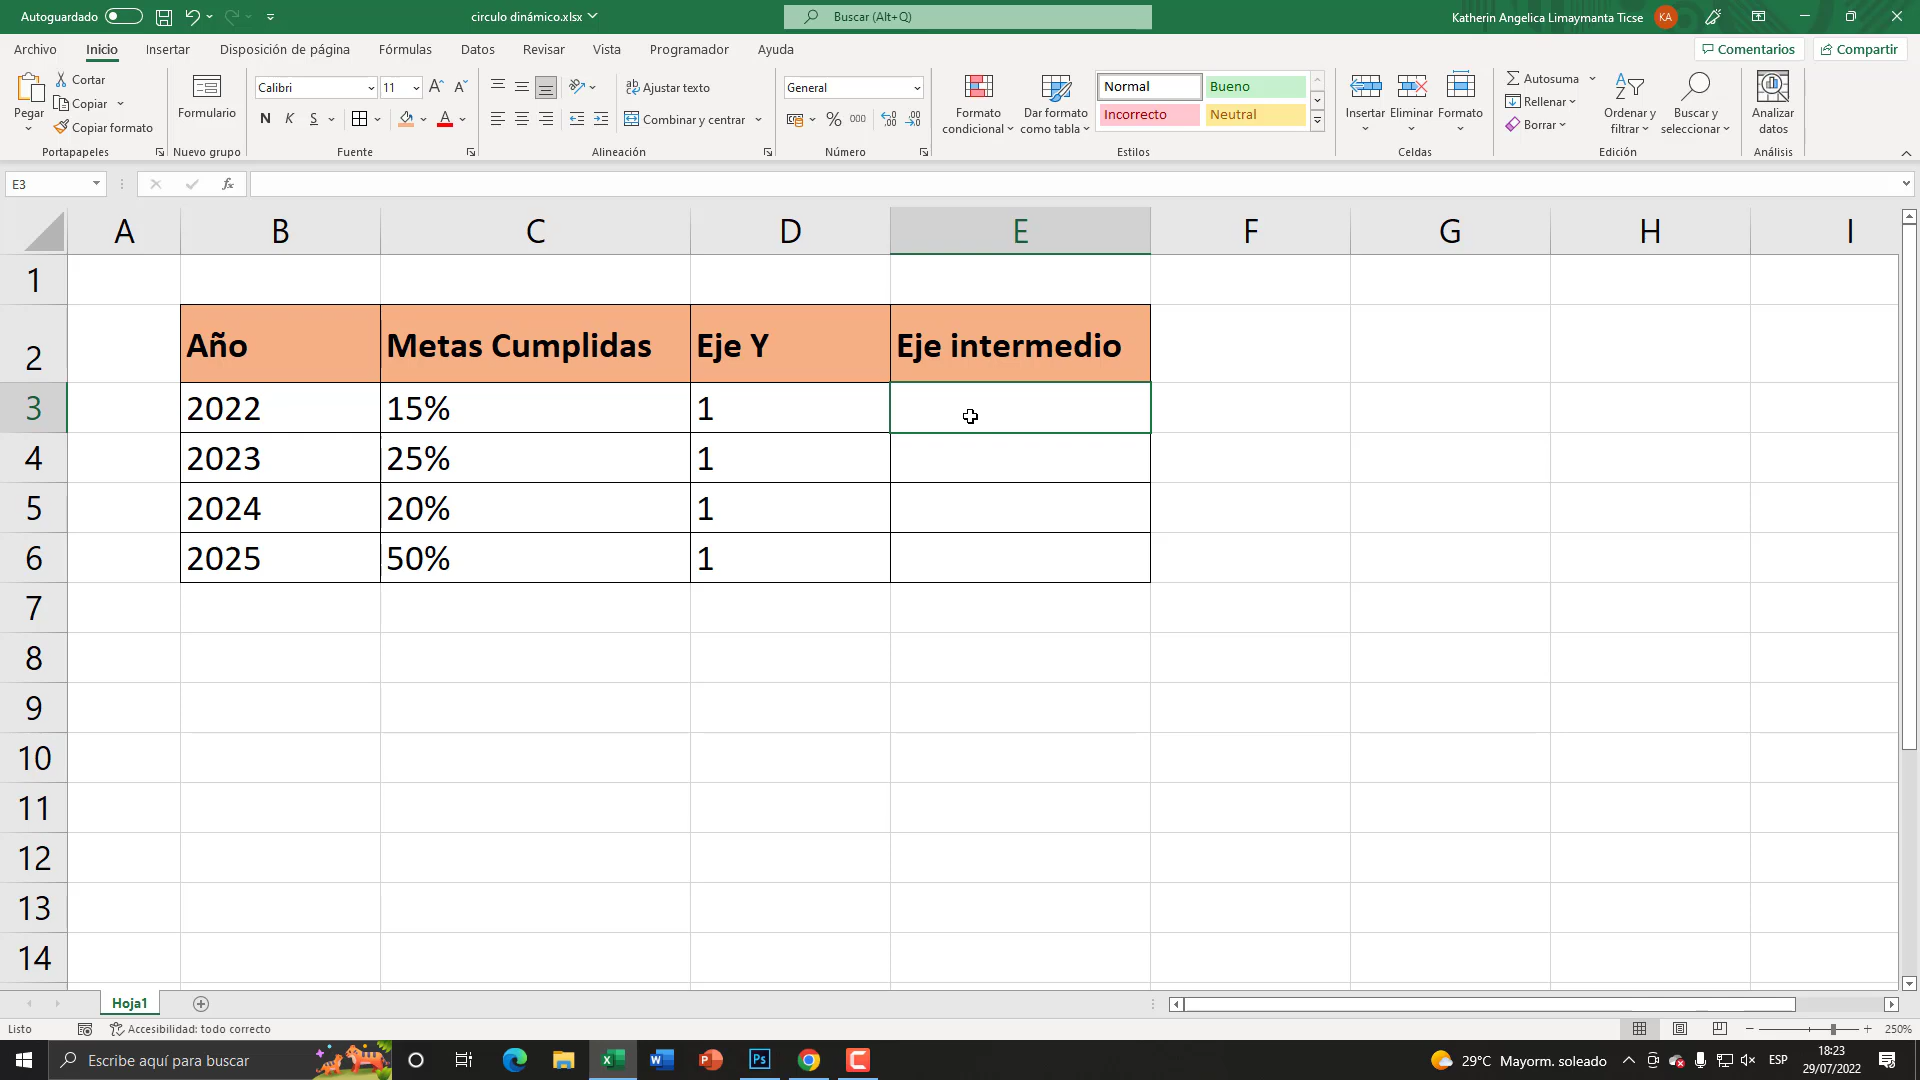 Autoguardado
circulo dinámico.xlsx
Buscar (Alt+Q)
Katherin Angelica Limaymanta Ticse
KA
Archivo Inicio Insertar Disposición de página Fórmulas Datos Revisar Vista Programador Ayuda
Comentarios Compartir
Pegar
Cortar
Copiar
Copiar formato
Portapapeles
Formulario
Nuevo grupo
Calibri 11
N K S
Fuente
Ajustar texto
Combinar y centrar
Alineación
General
% 000
Número
Formato condicional
Dar formato como tabla
Normal Bueno
Incorrecto Neutral
Estilos
Insertar Eliminar Formato
Celdas
Autosuma
Rellenar
Borrar
Ordenar y filtrar
Buscar y seleccionar
Edición
Analizar datos
Análisis
E3
fx
A B C D E F G H I
1
2 Año Metas Cumplidas Eje Y Eje intermedio
3 2022 15% 1
4 2023 25% 1
5 2024 20% 1
6 2025 50% 1
7
8
9
10
11
12
13
14
Hoja1
Listo
Accesibilidad: todo correcto
250%
Escribe aquí para buscar
29°C Mayorm. soleado
ESP
18:23
29/07/2022